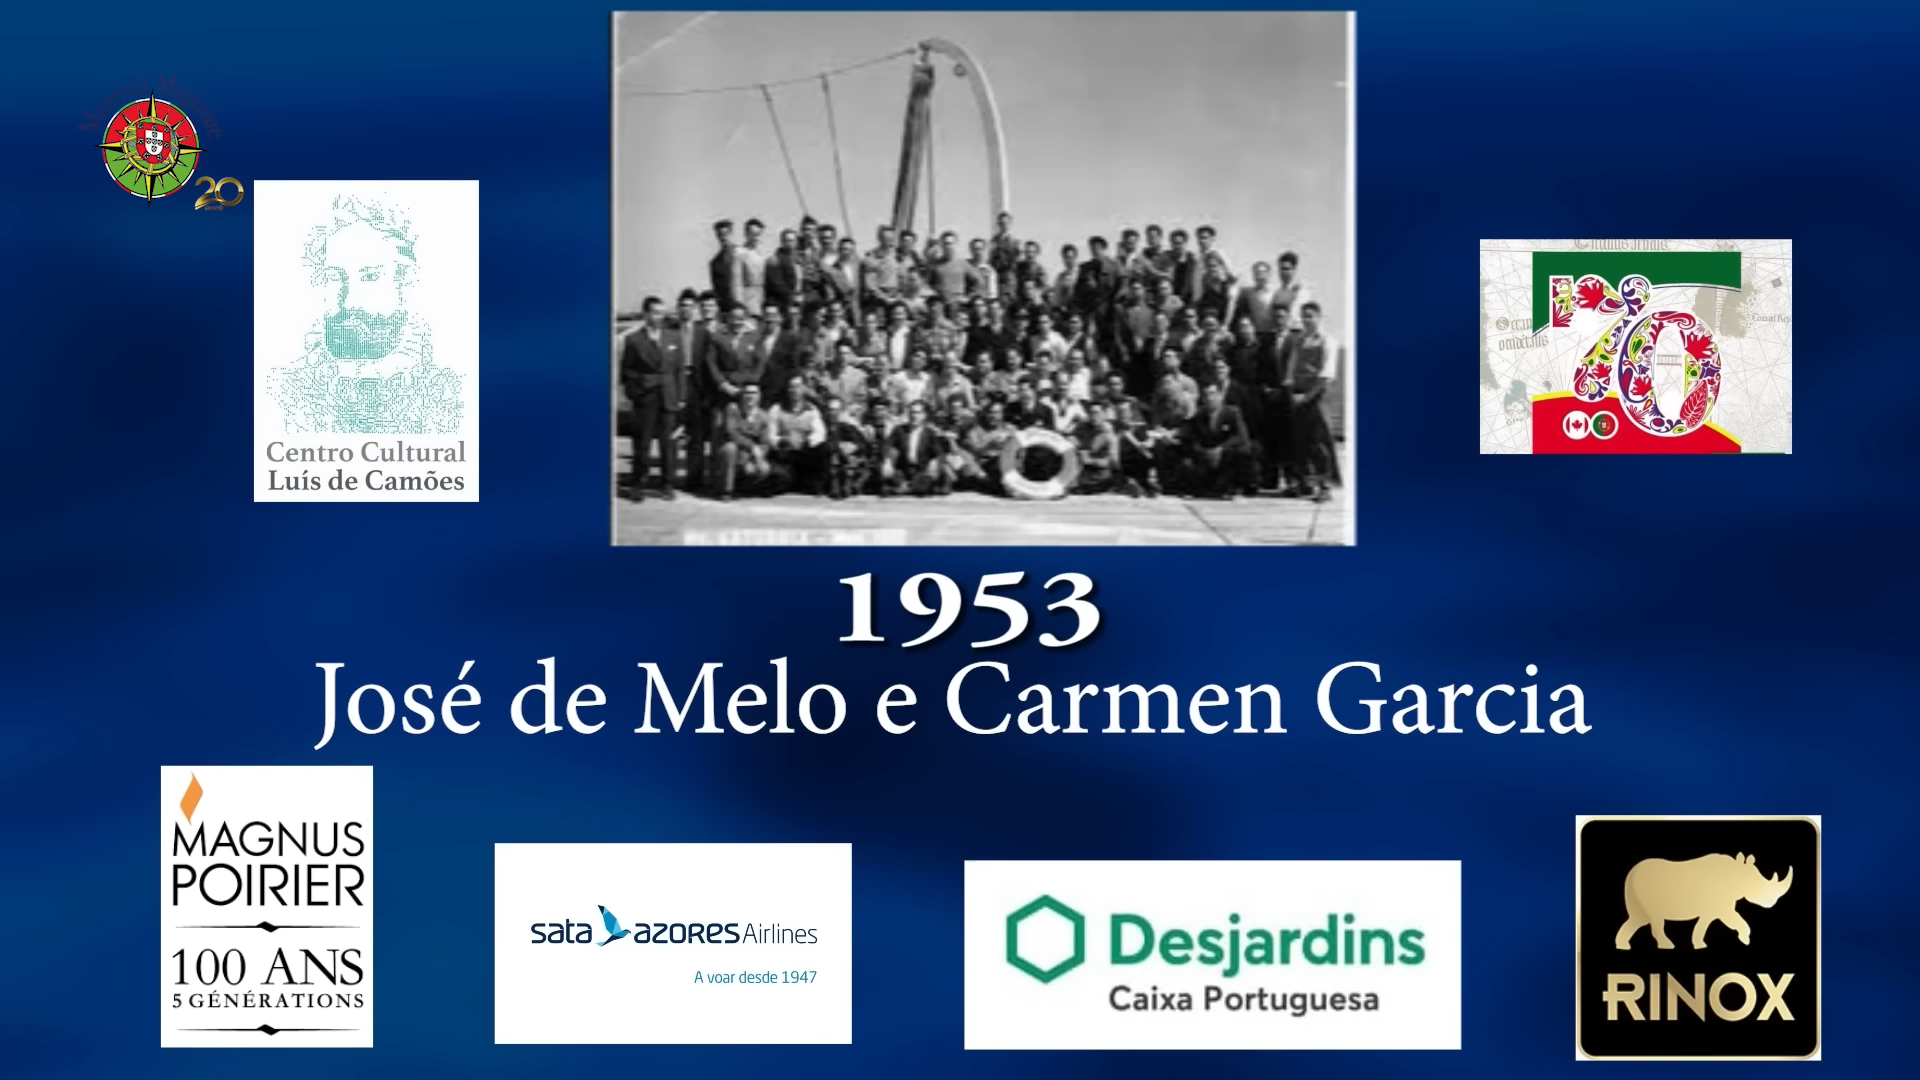 20
Centro Cultural
Luís de Camões
70
1953
José de Melo e Carmen Garcia
MAGNUS
POIRIER
100 ANS
5 GÉNÉRATIONS
sata azores Airlines
A voar desde 1947
Desjardins
Caixa Portuguesa
RINOX